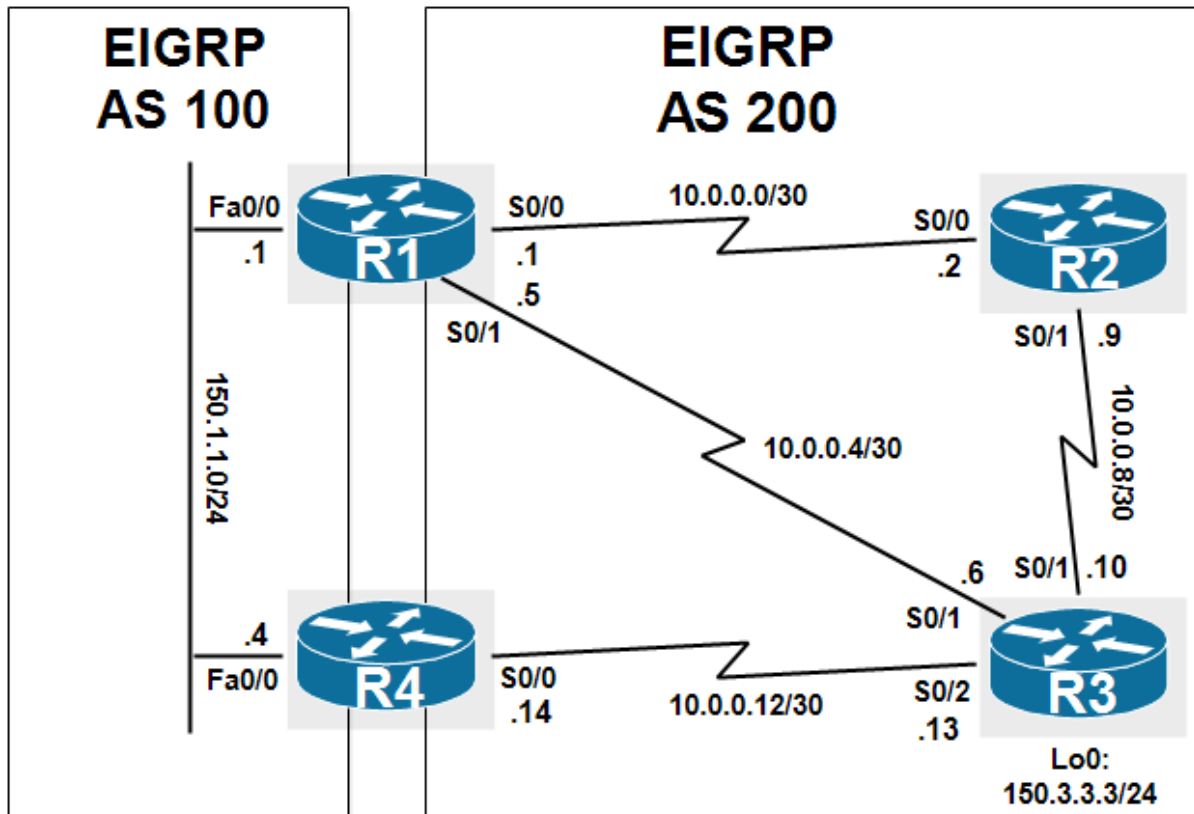 EIGRP
AS 100
EIGRP
AS 200
Fa0/0
.1
R1
S0/0
.1
.5
S0/1
10.0.0.0/30
S0/0
.2
R2
S0/1
.9
150.1.1.0/24
10.0.0.4/30
10.0.0.8/30
.6
S0/1
S0/1
.10
.4
Fa0/0
R4
S0/0
.14
10.0.0.12/30
S0/2
.13
R3
Lo0:
150.3.3.3/24